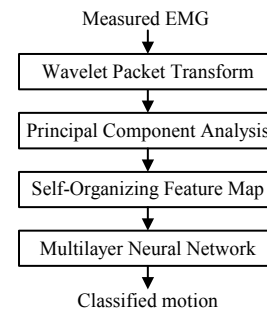 Measured EMG
Wavelet Packet Transform
Principal Component Analysis
Self-Organizing Feature Map
Multilayer Neural Network
Classified motion